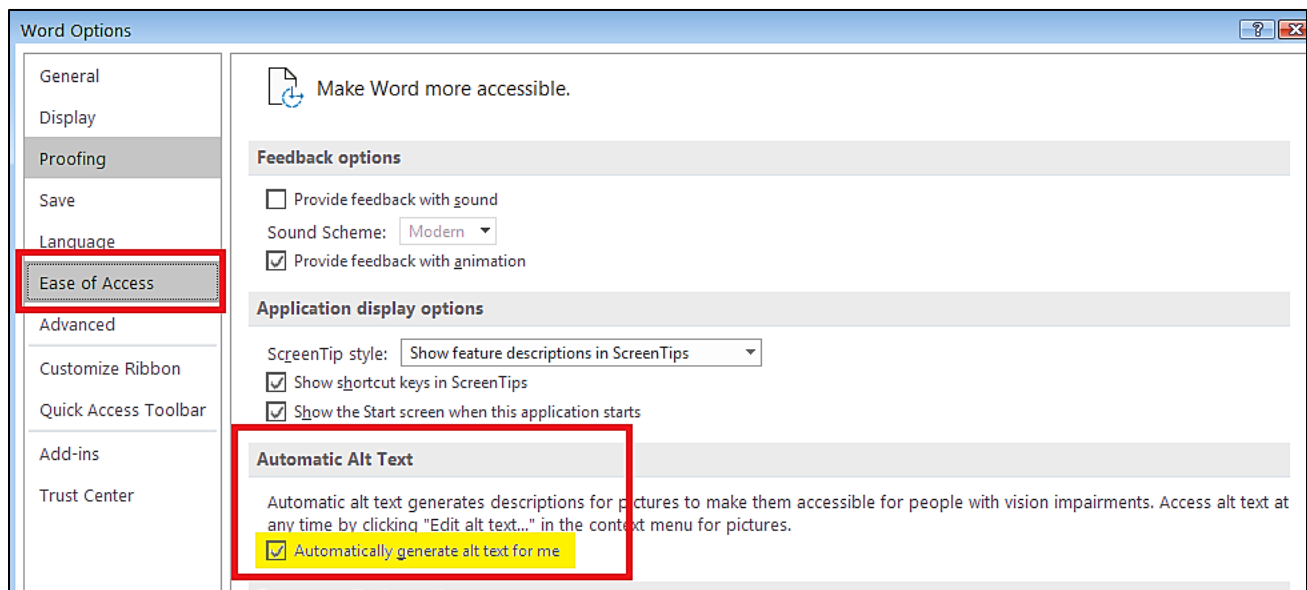 Word Options
General
Display
Proofing
Save
Language
Ease of Access
Advanced
Customize Ribbon
Quick Access Toolbar
Add-ins
Trust Center
Make Word more accessible.
Feedback options
Provide feedback with sound
Sound Scheme: Modern
Provide feedback with animation
Application display options
ScreenTip style: Show feature descriptions in ScreenTips
Show shortcut keys in ScreenTips
Show the Start screen when this application starts
Automatic Alt Text
Automatic alt text generates descriptions for pictures to make them accessible for people with vision impairments. Access alt text at
any time by clicking "Edit alt text..." in the context menu for pictures.
Automatically generate alt text for me